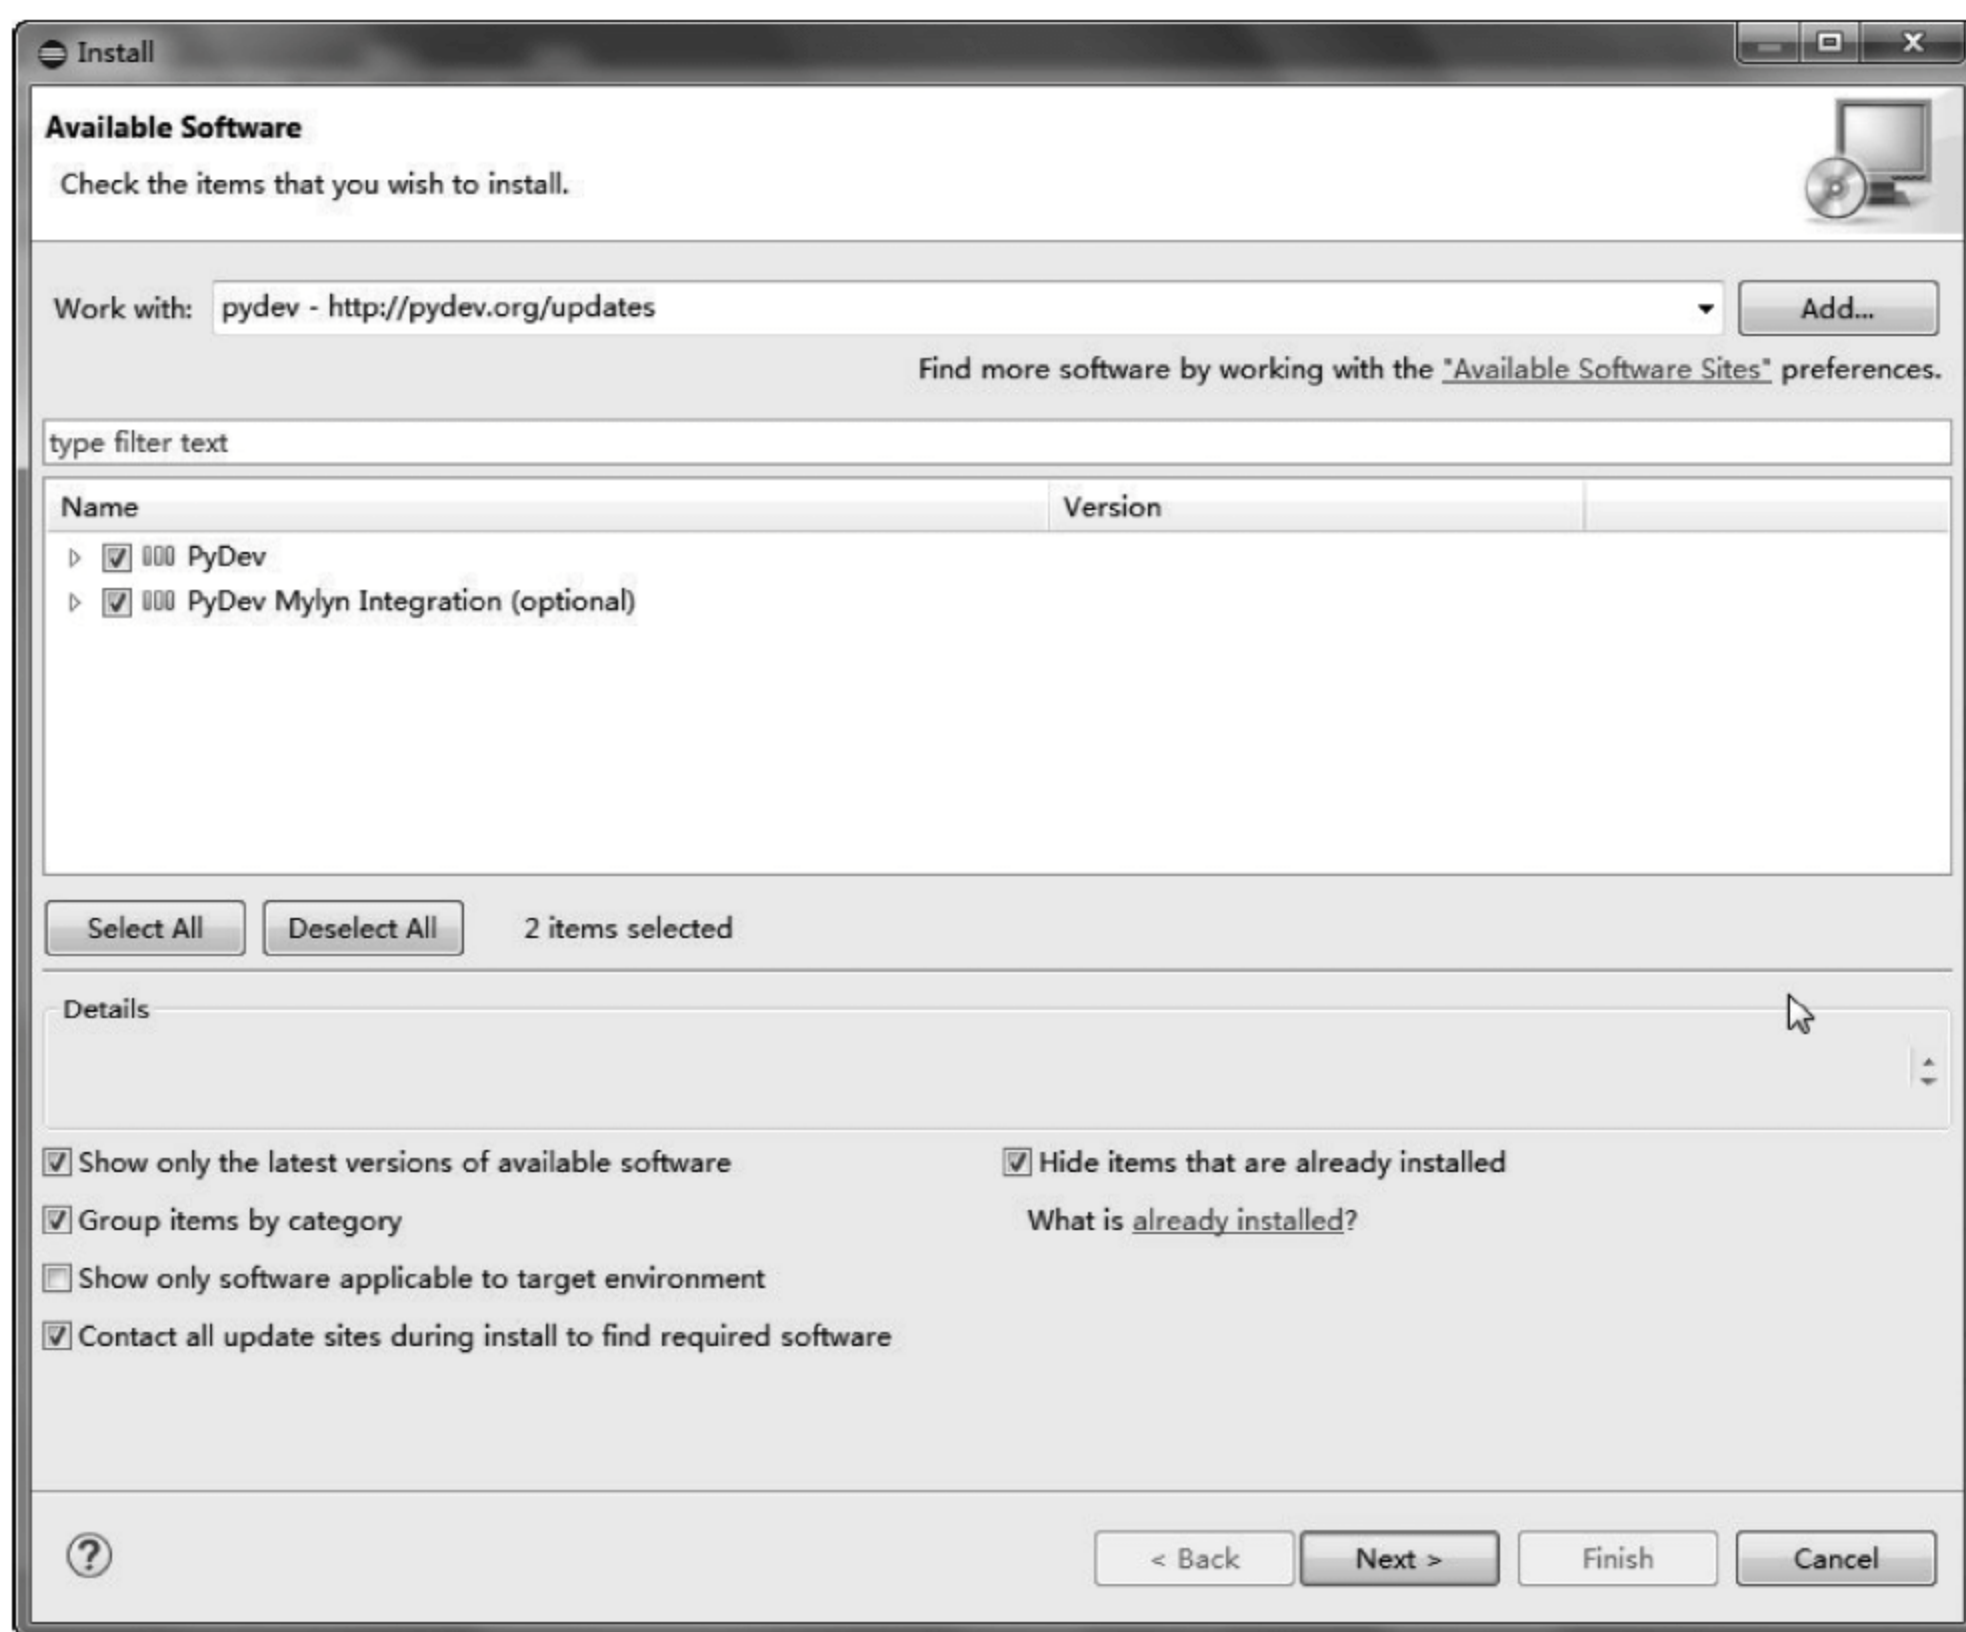 Install
Available Software
Check the items that you wish to install.
Work with: pydev - http://pydev.org/updates Add...
Find more software by working with the "Available Software Sites" preferences.
type filter text
Name Version
PyDev
PyDev Mylyn Integration (optional)
Select All Deselect All 2 items selected
Details
Show only the latest versions of available software Hide items that are already installed
Group items by category What is already installed?
Show only software applicable to target environment
Contact all update sites during install to find required software
? < Back Next > Finish Cancel